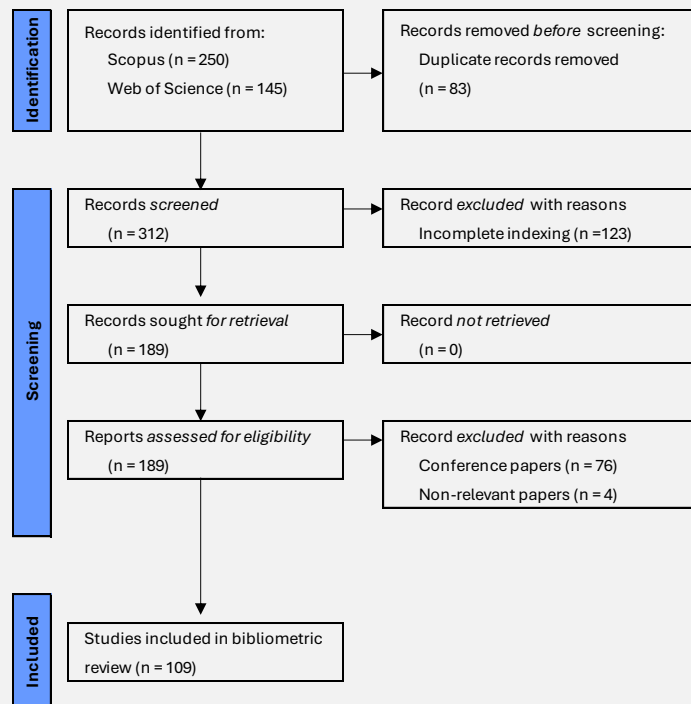 Identification
Records identified from:
Scopus (n = 250)
Web of Science (n = 145)
Records removed before screening:
Duplicate records removed
(n = 83)
Screening
Records screened
(n = 312)
Record excluded with reasons
Incomplete indexing (n =123)
Records sought for retrieval
(n = 189)
Record not retrieved
(n = 0)
Reports assessed for eligibility
(n = 189)
Record excluded with reasons
Conference papers (n = 76)
Non-relevant papers (n = 4)
Included
Studies included in bibliometric
review (n = 109)